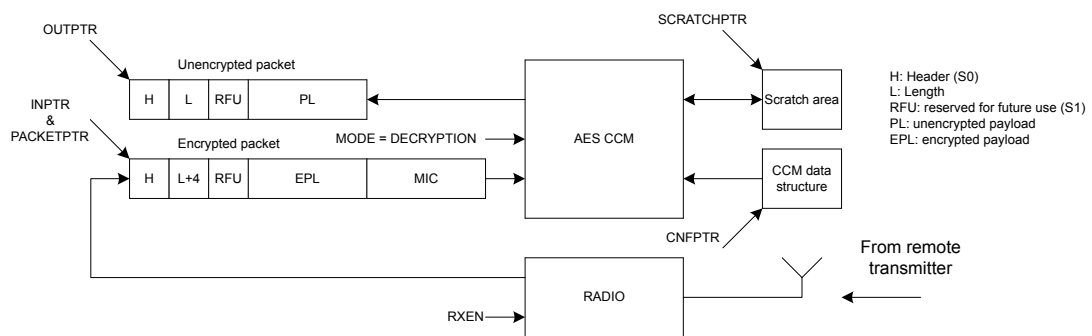 SCRATCHPTR
OUTPTR
Unencrypted packet
H L RFU PL
Scratch area
H: Header (S0)
L: Length
RFU: reserved for future use (S1)
PL: unencrypted payload
EPL: encrypted payload
INPTR
&
PACKETPTR
MODE = DECRYPTION
AES CCM
Encrypted packet
H L+4 RFU EPL MIC
CCM data
structure
CNFPTR
From remote
transmitter
RADIO
RXEN